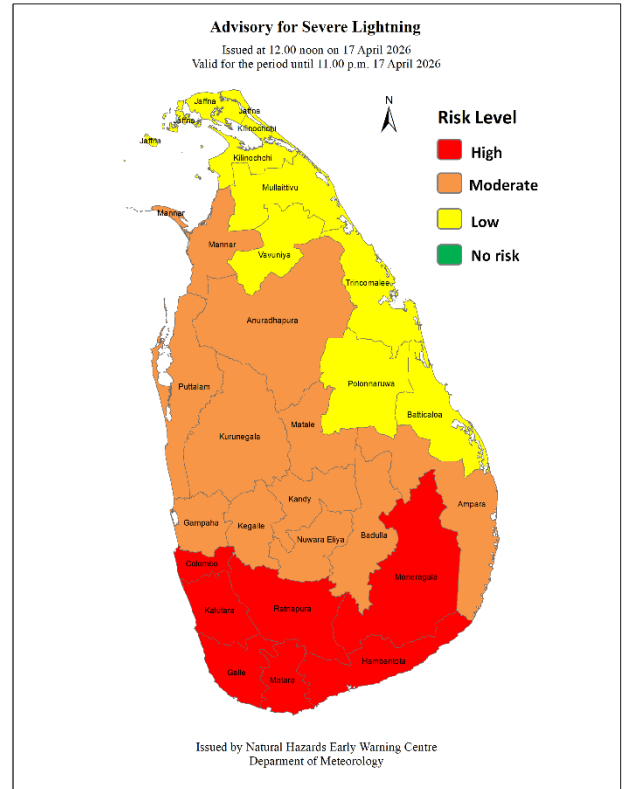 Advisory for Severe Lightning
Issued at 12.00 noon on 17 April 2026
Valid for the period until 11.00 p.m. 17 April 2026
N
Risk Level
High
Moderate
Low
No risk
Jaffna
Jaffna
Jaffna
Kilinochchi
Jaffna
Kilinochchi
Mullaittivu
Mannar
Mannar
Vavuniya
Trincomalee
Anuradhapura
Puttalam
Polonnaruwa
Batticaloa
Matale
Kurunegala
Kandy
Ampara
Gampaha
Kegalle
Nuwara Eliya
Badulla
Colombo
Moneragala
Kalutara
Ratnapura
Hambantota
Galle
Matara
Issued by Natural Hazards Early Warning Centre
Deparment of Meteorology